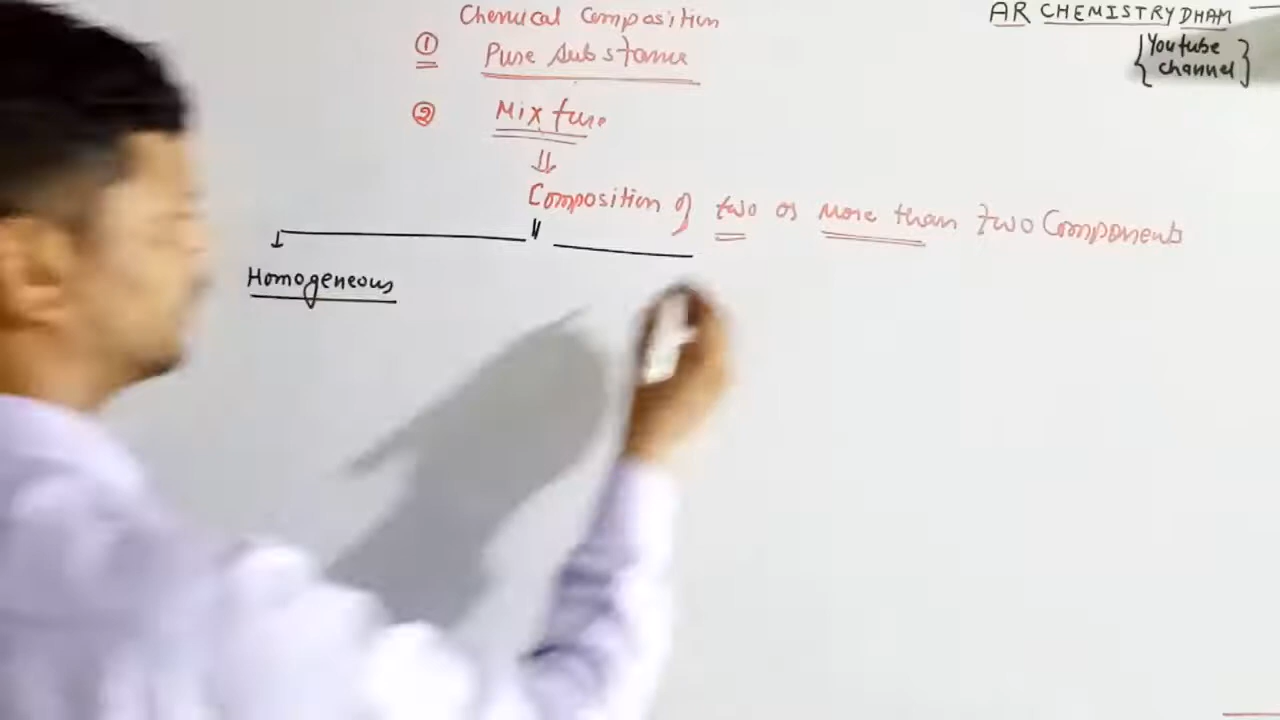 Chemical Composition
① Pure substance
② Mixture
Composition of two or more than two Components
Homogeneous
AR CHEMISTRY DHAM
{Youtube
channel}